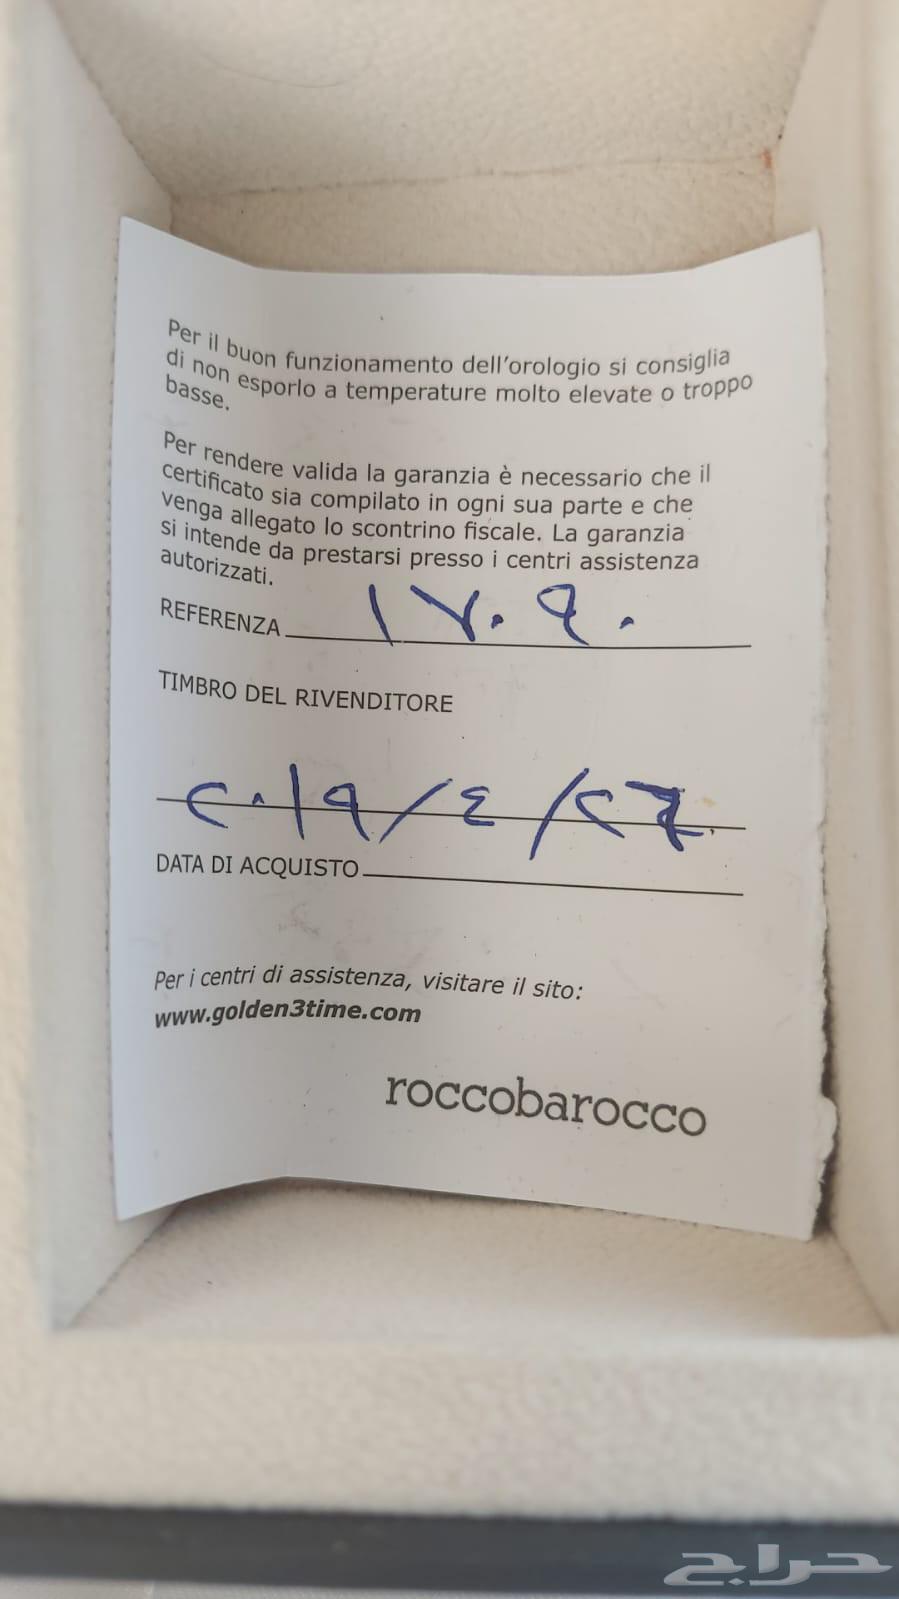 Per il buon funzionamento dell'orologio si consiglia
di non esporlo a temperature molto elevate o troppo
basse.
Per rendere valida la garanzia è necessario che il
certificato sia compilato in ogni sua parte e che
venga allegato lo scontrino fiscale. La garanzia
si intende da prestarsi presso i centri assistenza
autorizzati.
REFERENZA ١٧٠٩٠
TIMBRO DEL RIVENDITORE
٢٠١٩/٤/
DATA DI ACQUISTO
Per i centri di assistenza, visitare il sito:
www.golden3time.com
roccobarocco
حراج